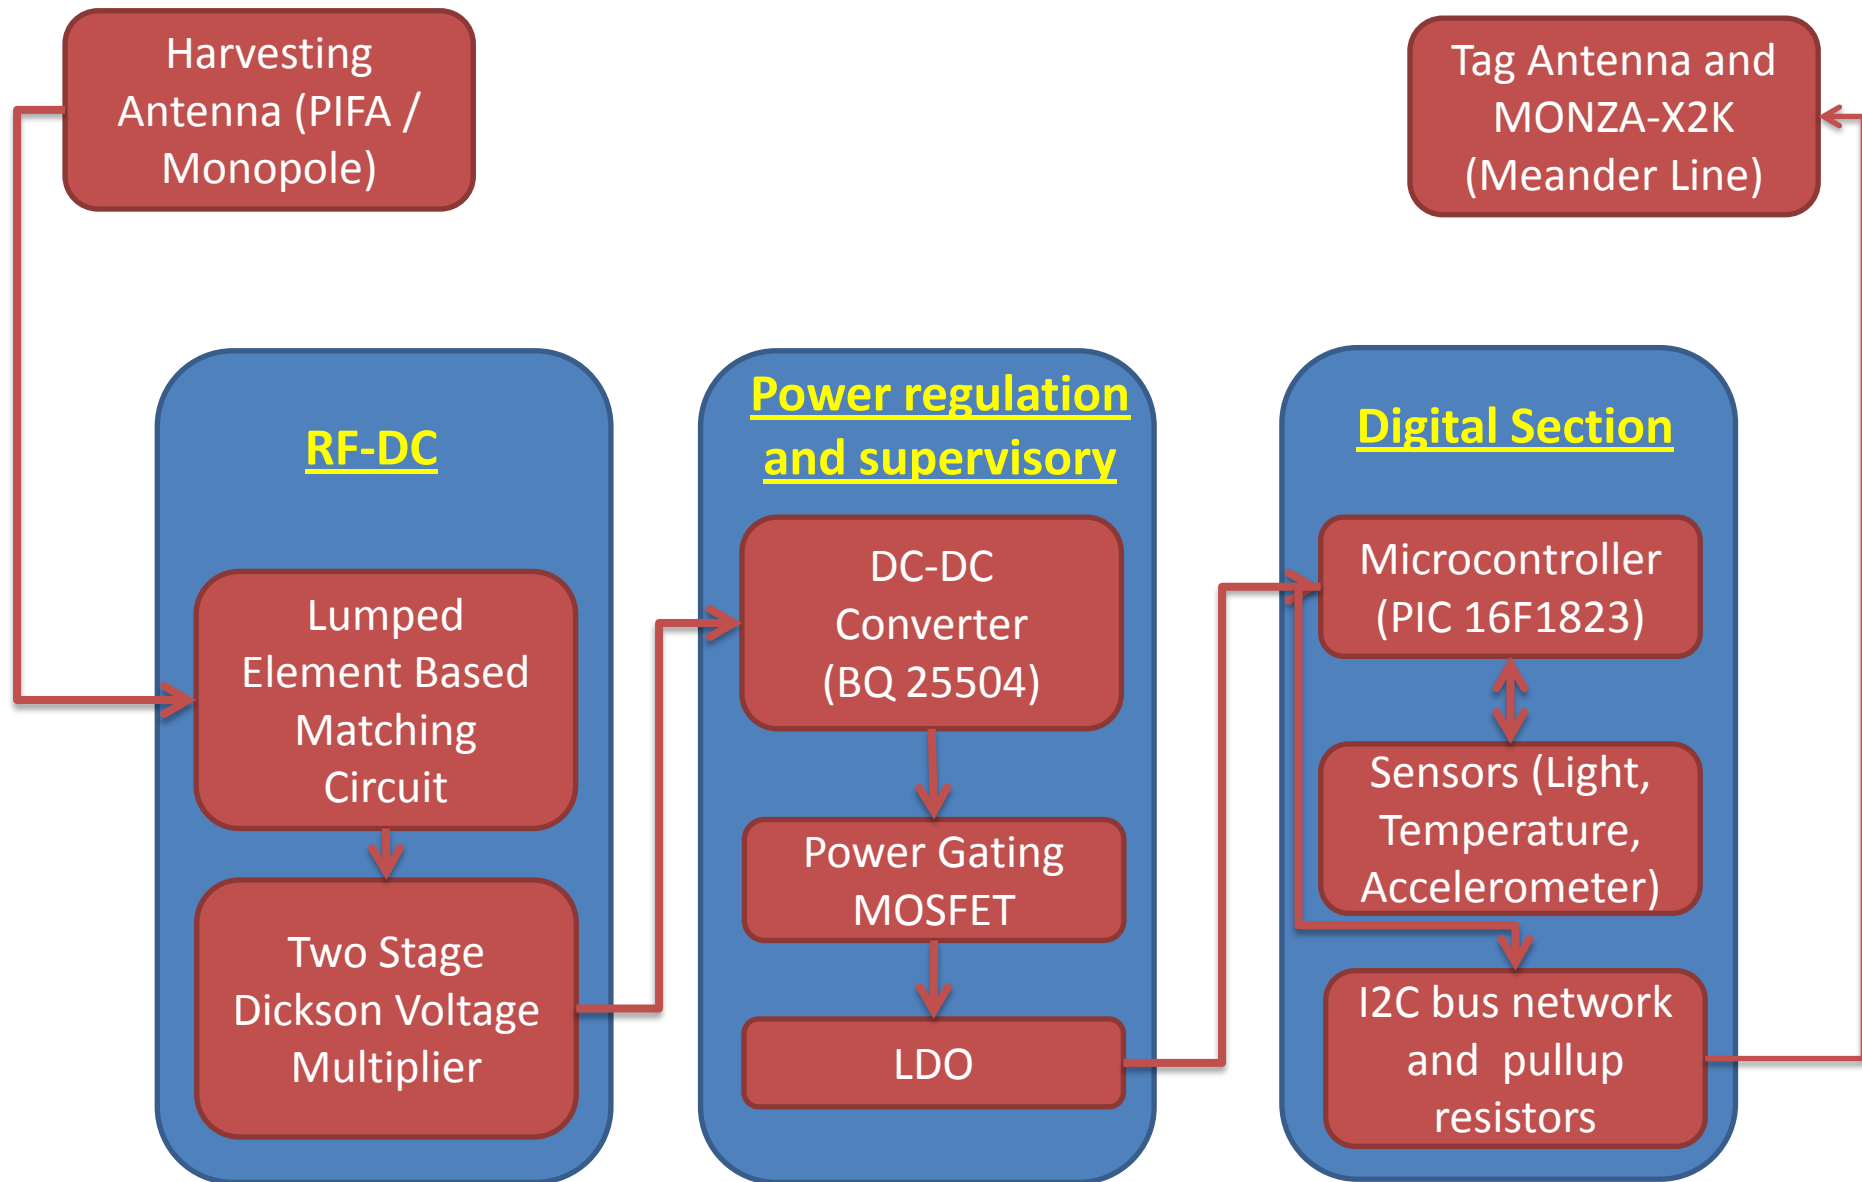 Harvesting
Antenna (PIFA /
Monopole)
Tag Antenna and
MONZA-X2K
(Meander Line)
RF-DC
Lumped
Element Based
Matching
Circuit
Two Stage
Dickson Voltage
Multiplier
Power regulation
and supervisory
DC-DC
Converter
(BQ 25504)
Power Gating
MOSFET
LDO
Digital Section
Microcontroller
(PIC 16F1823)
Sensors (Light,
Temperature,
Accelerometer)
I2C bus network
and pullup
resistors